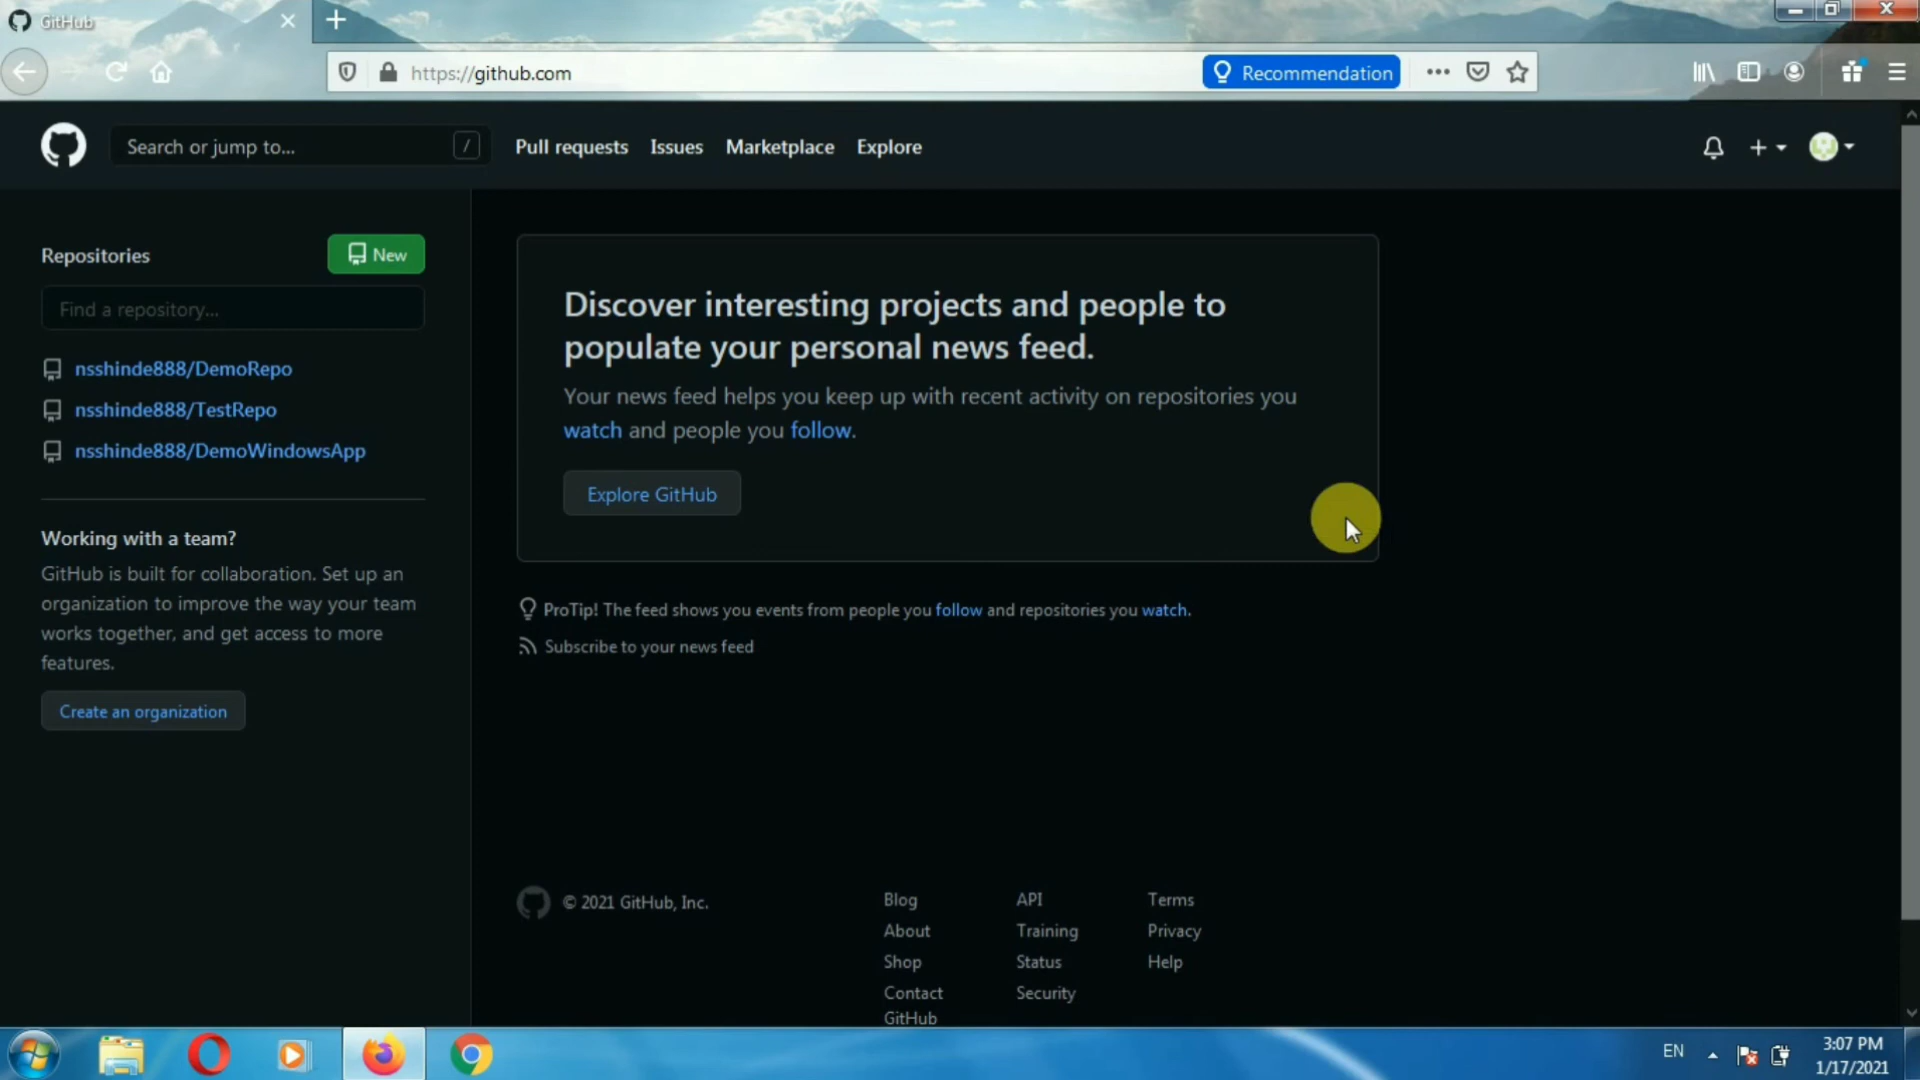 GitHub
https://github.com
Recommendation
Search or jump to...
/
Pull requests
Issues
Marketplace
Explore
Repositories
New
Find a repository...
nsshinde888/DemoRepo
nsshinde888/TestRepo
nsshinde888/DemoWindowsApp
Working with a team?
GitHub is built for collaboration. Set up an
organization to improve the way your team
works together, and get access to more
features.
Create an organization
Discover interesting projects and people to
populate your personal news feed.
Your news feed helps you keep up with recent activity on repositories you
watch and people you follow.
Explore GitHub
ProTip! The feed shows you events from people you follow and repositories you watch.
Subscribe to your news feed
© 2021 GitHub, Inc.
Blog
About
Shop
Contact
GitHub
API
Training
Status
Security
Terms
Privacy
Help
EN
3:07 PM
1/17/2021